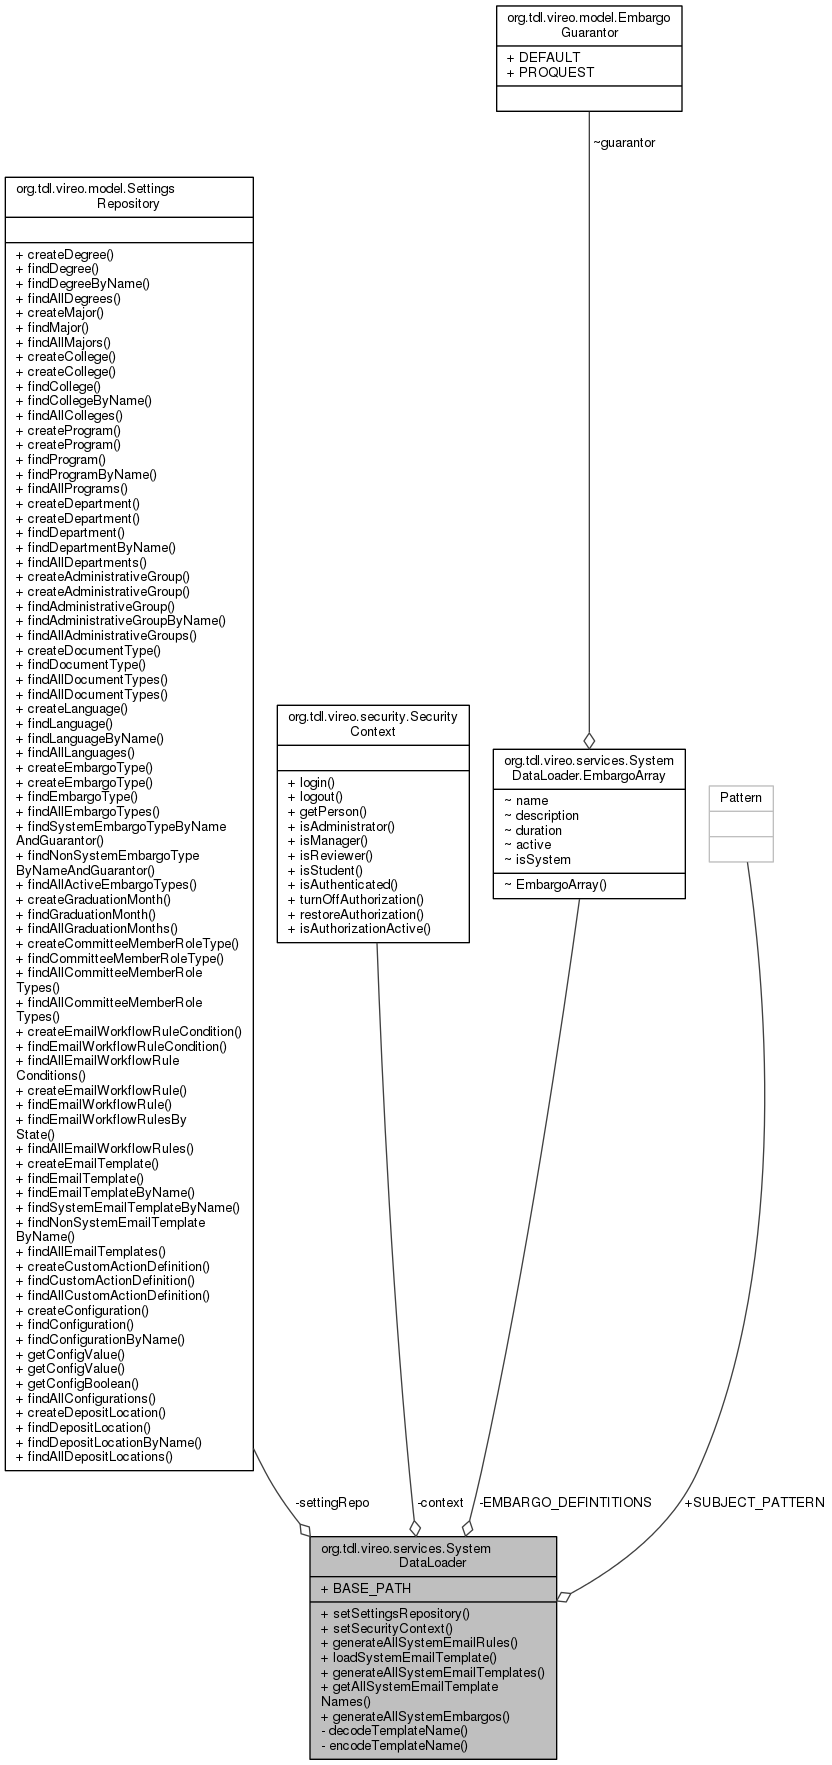 org.tdl.vireo.model.Embargo
Guarantor
+ DEFAULT
+ PROQUEST
~guarantor
org.tdl.vireo.model.Settings
Repository
+ createDegree()
+ findDegree()
+ findDegreeByName()
+ findAllDegrees()
+ createMajor()
+ findMajor()
+ findAllMajors()
+ createCollege()
+ createCollege()
+ findCollege()
+ findCollegeByName()
+ findAllColleges()
+ createProgram()
+ createProgram()
+ findProgram()
+ findProgramByName()
+ findAllPrograms()
+ createDepartment()
+ createDepartment()
+ findDepartment()
+ findDepartmentByName()
+ findAllDepartments()
+ createAdministrativeGroup()
+ createAdministrativeGroup()
+ findAdministrativeGroup()
+ findAdministrativeGroupByName()
+ findAllAdministrativeGroups()
+ createDocumentType()
+ findDocumentType()
+ findAllDocumentTypes()
+ findAllDocumentTypes()
+ createLanguage()
+ findLanguage()
+ findLanguageByName()
+ findAllLanguages()
+ createEmbargoType()
+ createEmbargoType()
+ findEmbargoType()
+ findAllEmbargoTypes()
+ findSystemEmbargoTypeByName
AndGuarantor()
+ findNonSystemEmbargoType
ByNameAndGuarantor()
+ findAllActiveEmbargoTypes()
+ createGraduationMonth()
+ findGraduationMonth()
+ findAllGraduationMonths()
+ createCommitteeMemberRoleType()
+ findCommitteeMemberRoleType()
+ findAllCommitteeMemberRole
Types()
+ findAllCommitteeMemberRole
Types()
+ createEmailWorkflowRuleCondition()
+ findEmailWorkflowRuleCondition()
+ findAllEmailWorkflowRule
Conditions()
+ createEmailWorkflowRule()
+ findEmailWorkflowRule()
+ findEmailWorkflowRulesBy
State()
+ findAllEmailWorkflowRules()
+ createEmailTemplate()
+ findEmailTemplate()
+ findEmailTemplateByName()
+ findSystemEmailTemplateByName()
+ findNonSystemEmailTemplate
ByName()
+ findAllEmailTemplates()
+ createCustomActionDefinition()
+ findCustomActionDefinition()
+ findAllCustomActionDefinition()
+ createConfiguration()
+ findConfiguration()
+ findConfigurationByName()
+ getConfigValue()
+ getConfigValue()
+ getConfigBoolean()
+ findAllConfigurations()
+ createDepositLocation()
+ findDepositLocation()
+ findDepositLocationByName()
+ findAllDepositLocations()
org.tdl.vireo.security.Security
Context
+ login()
+ logout()
+ getPerson()
+ isAdministrator()
+ isManager()
+ isReviewer()
+ isStudent()
+ isAuthenticated()
+ turnOffAuthorization()
+ restoreAuthorization()
+ isAuthorizationActive()
org.tdl.vireo.services.System
DataLoader.EmbargoArray
~ name
~ description
~ duration
~ active
~ isSystem
~ EmbargoArray()
Pattern
-settingRepo
-context
-EMBARGO_DEFINTITIONS
+SUBJECT_PATTERN
org.tdl.vireo.services.System
DataLoader
+ BASE_PATH
+ setSettingsRepository()
+ setSecurityContext()
+ generateAllSystemEmailRules()
+ loadSystemEmailTemplate()
+ generateAllSystemEmailTemplates()
+ getAllSystemEmailTemplate
Names()
+ generateAllSystemEmbargos()
- decodeTemplateName()
- encodeTemplateName()